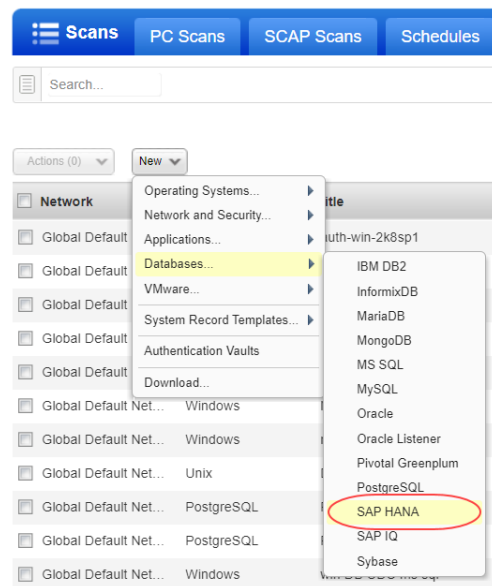 Scans
PC Scans
SCAP Scans
Schedules
Search...
Actions (0)
New
Network
itle
Operating Systems...
Network and Security...
Applications...
Databases...
VMware...
System Record Templates...
Authentication Vaults
Download...
IBM DB2
InformixDB
MariaDB
MongoDB
MS SQL
MySQL
Oracle
Oracle Listener
Pivotal Greenplum
PostgreSQL
SAP HANA
SAP IQ
Sybase
Global Default
auth-win-2k8sp1
Global Default
Global Default
Global Default
Global Default
Global Default Net... Windows
Global Default Net... Windows
Global Default Net... Unix
Global Default Net... PostgreSQL
Global Default Net... PostgreSQL
Global Default Net... Windows